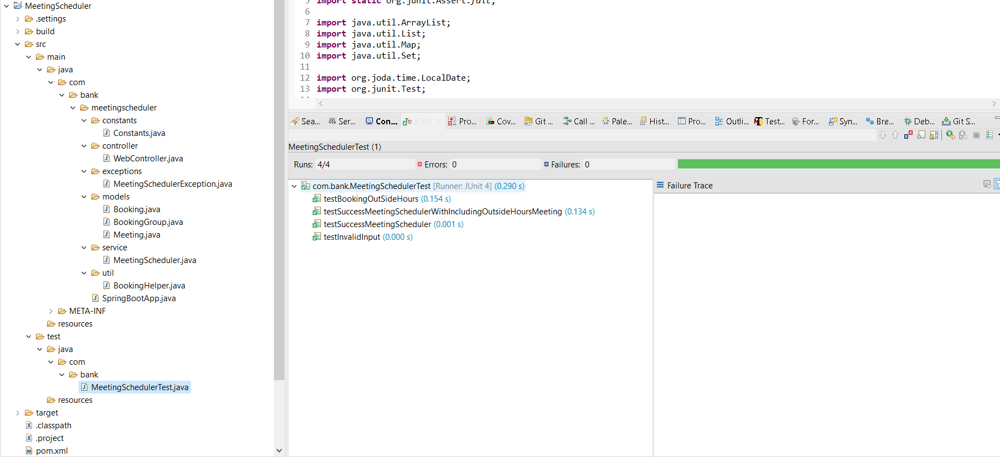 MeetingScheduler
.settings
build
src
main
java
com
bank
meetingscheduler
constants
Constants.java
controller
WebController.java
exceptions
MeetingSchedulerException.java
models
Booking.java
BookingGroup.java
Meeting.java
service
MeetingScheduler.java
util
BookingHelper.java
SpringBootApp.java
META-INF
resources
test
java
com
bank
MeetingSchedulerTest.java
resources
target
.classpath
.project
pom.xml
5 import static org.junit.Assert.fail;
6
7 import java.util.ArrayList;
8 import java.util.List;
9 import java.util.Map;
10 import java.util.Set;
11
12 import org.joda.time.LocalDate;
13 import org.junit.Test;
Sea... Ser... Con... JUnit Pro... Cov... Git ... Call ... Pale... Hist... Pro... Outli... Test... For... Syn... Bre... Deb... Git S...
MeetingSchedulerTest (1)
Runs: 4/4 Errors: 0 Failures: 0
com.bank.MeetingSchedulerTest [Runner: JUnit 4] (0.290 s)
testBookingOutSideHours (0.154 s)
testSuccessMeetingSchedulerWithIncludingOutsideHoursMeeting (0.134 s)
testSuccessMeetingScheduler (0.001 s)
testInvalidInput (0.000 s)
Failure Trace